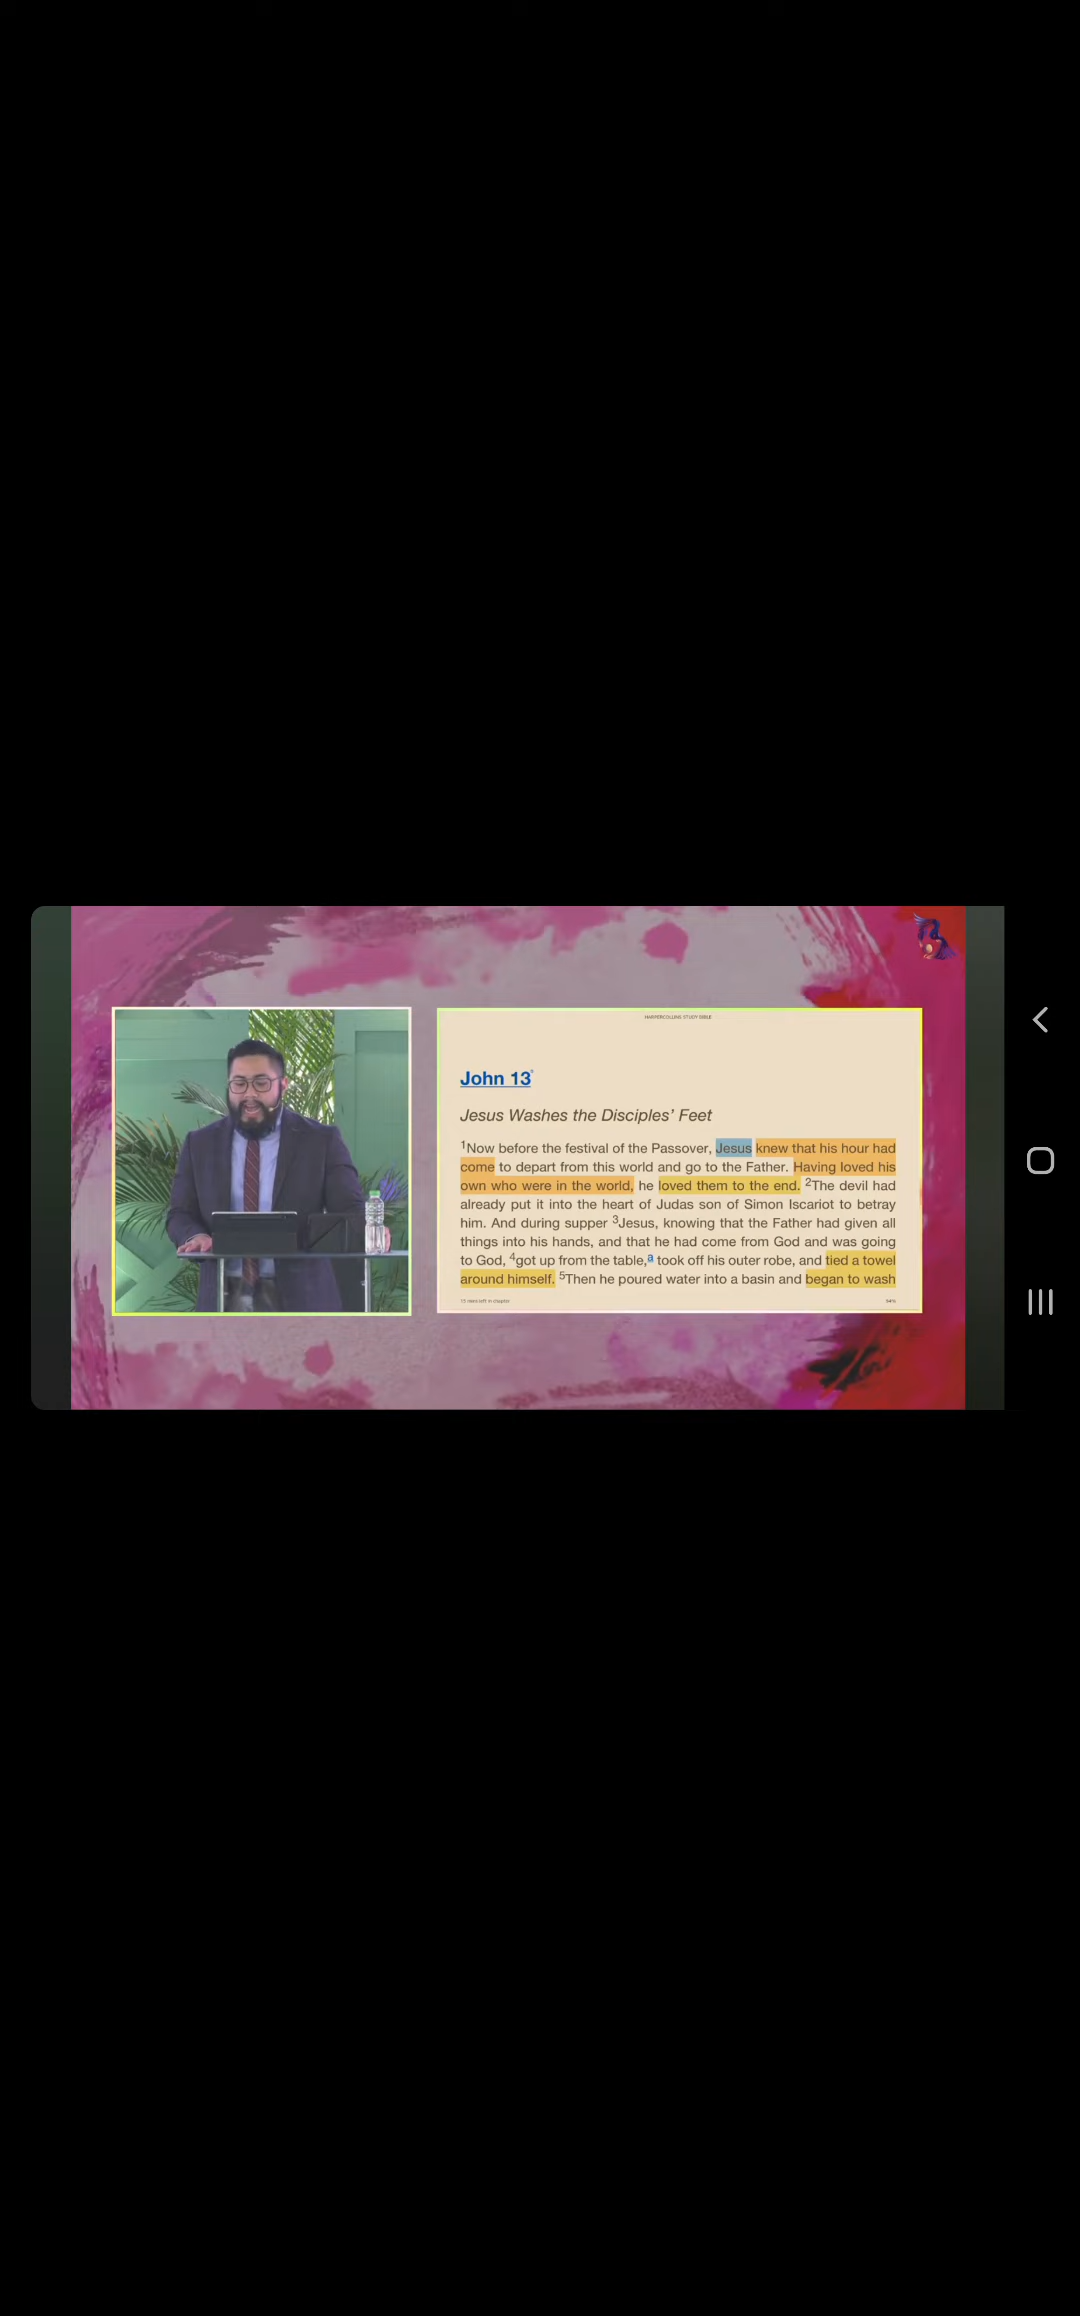 HARPERCOLLINS STUDY BIBLE
John 13
Jesus Washes the Disciples’ Feet
1Now before the festival of the Passover, Jesus knew that his hour had
come to depart from this world and go to the Father. Having loved his
own who were in the world, he loved them to the end. 2The devil had
already put it into the heart of Judas son of Simon Iscariot to betray
him. And during supper 3Jesus, knowing that the Father had given all
things into his hands, and that he had come from God and was going
to God, 4got up from the table,a took off his outer robe, and tied a towel
around himself. 5Then he poured water into a basin and began to wash